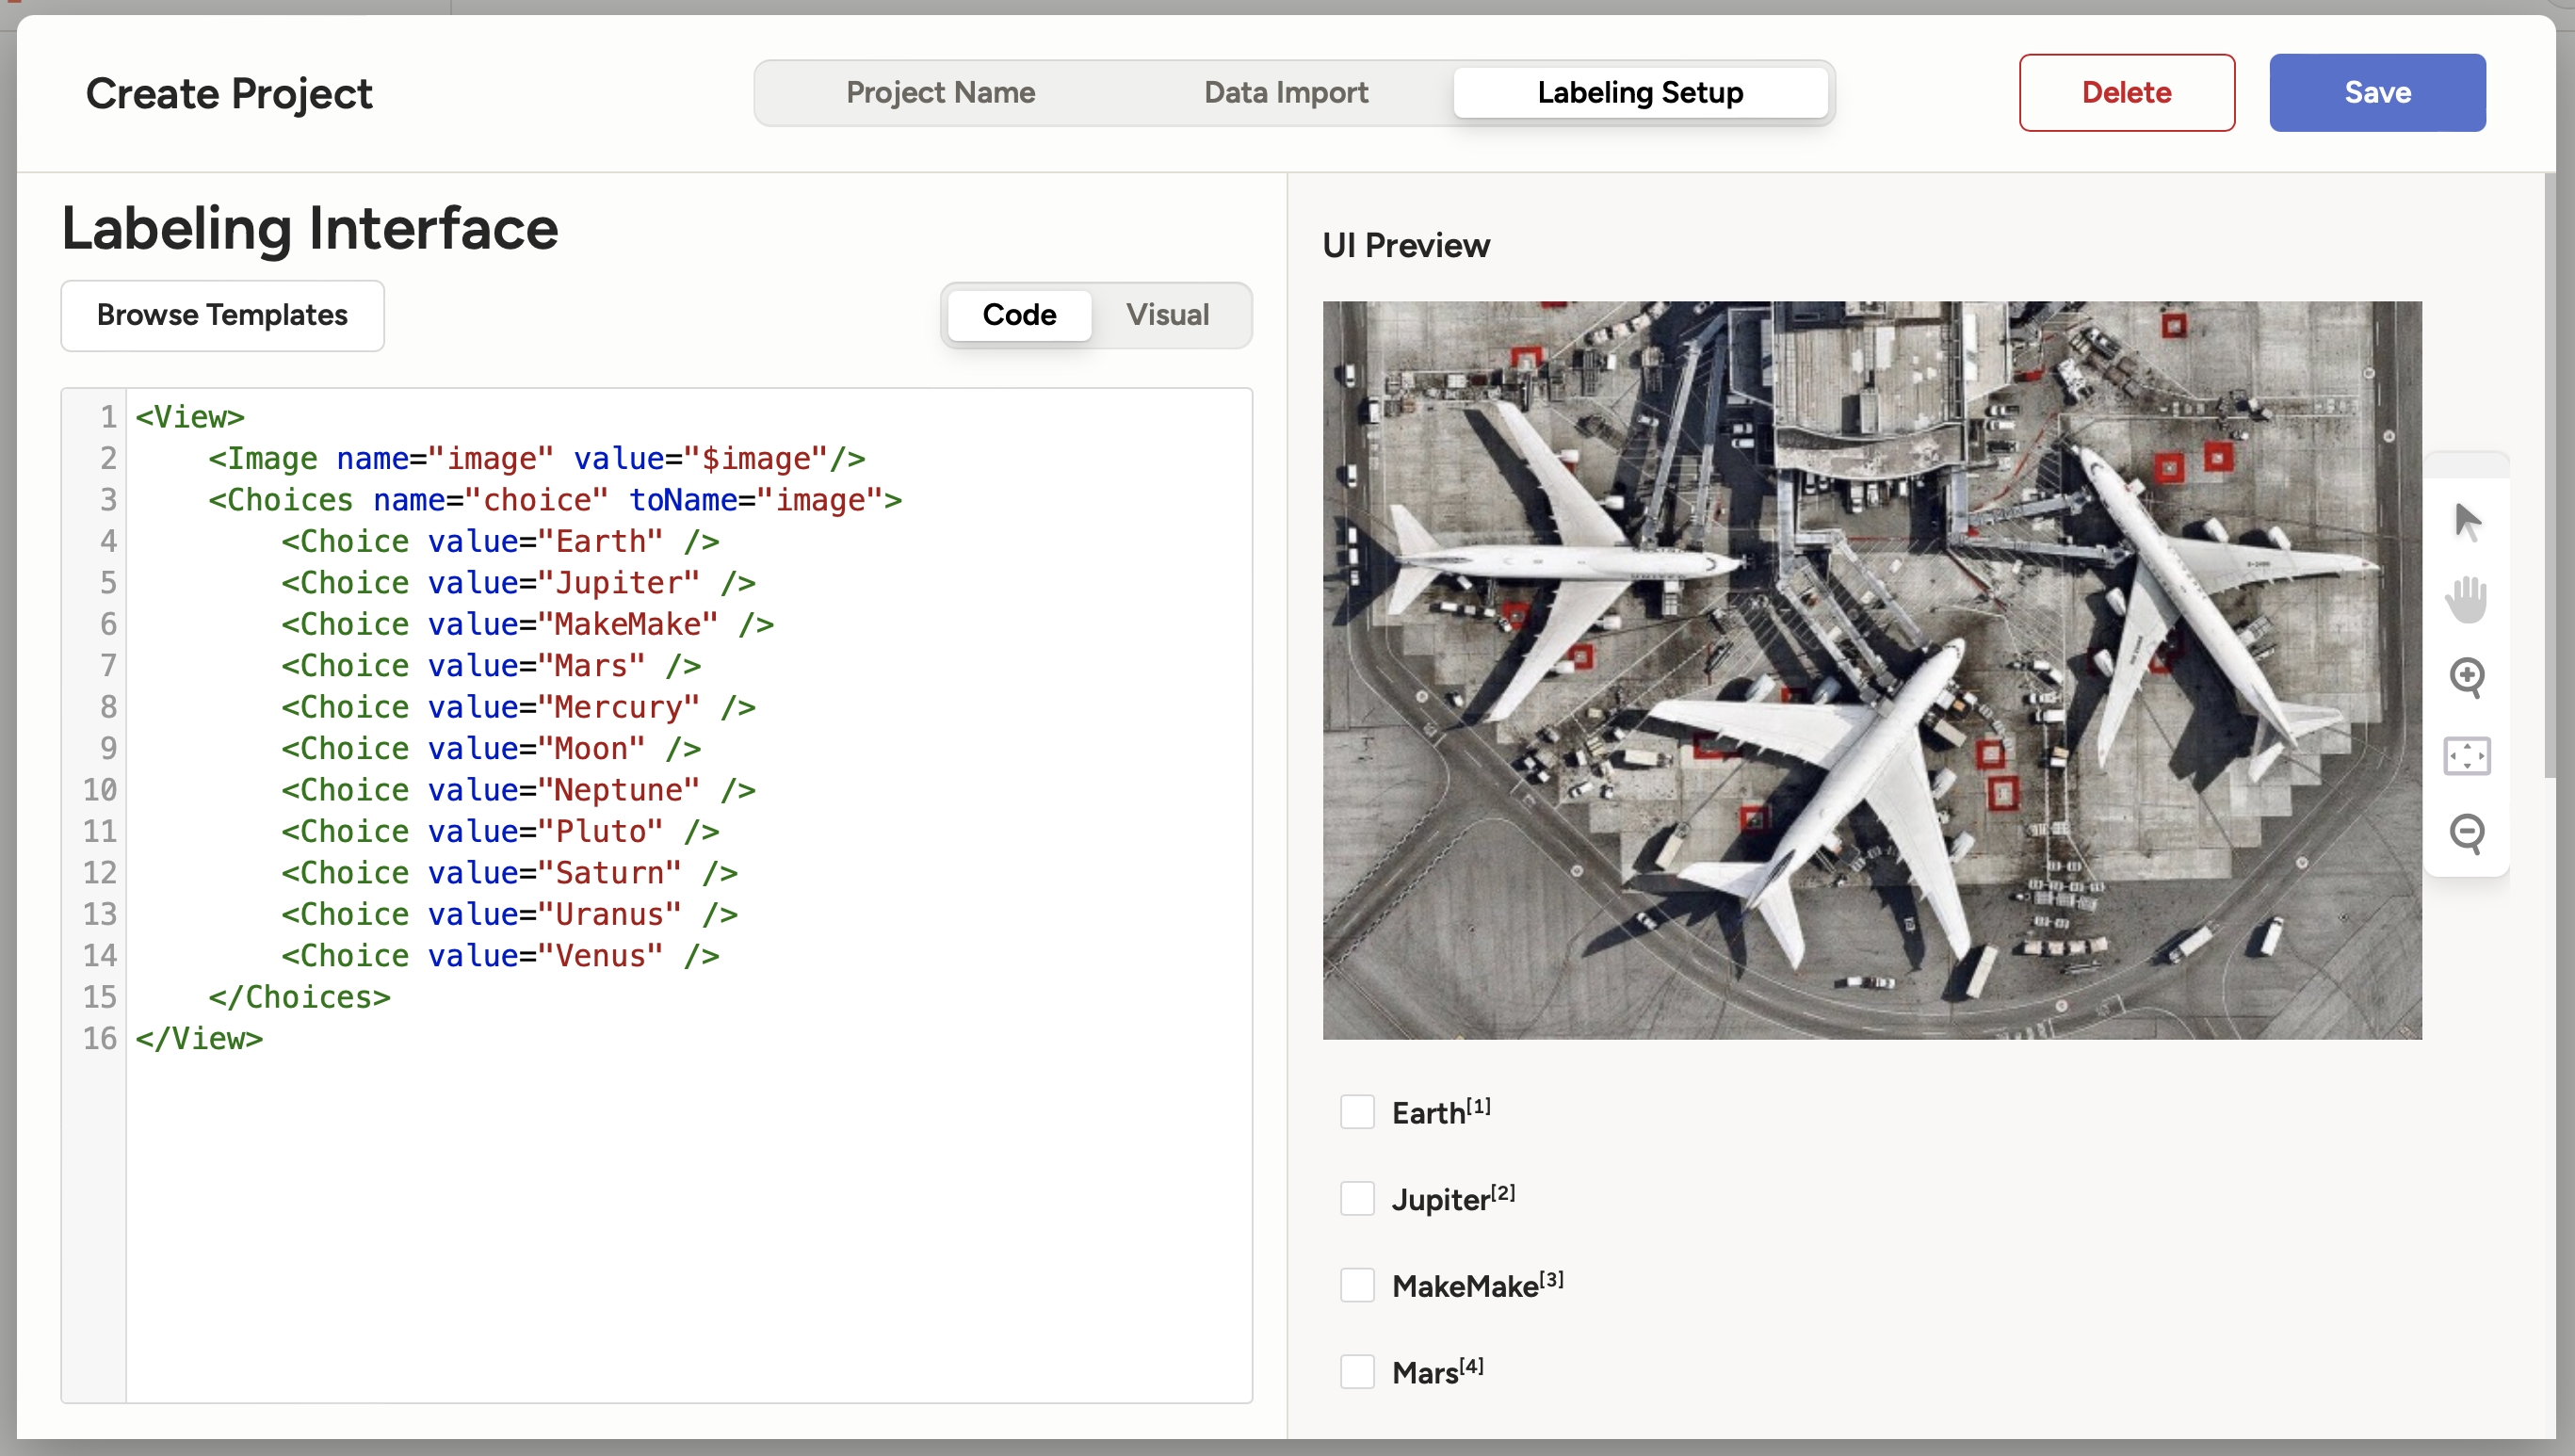 Create Project
Project Name
Data Import
Labeling Setup
Delete
Save
Labeling Interface
Browse Templates
Code
Visual
1 <View>
2     <Image name="image" value="$image"/>
3     <Choices name="choice" toName="image">
4         <Choice value="Earth" />
5         <Choice value="Jupiter" />
6         <Choice value="MakeMake" />
7         <Choice value="Mars" />
8         <Choice value="Mercury" />
9         <Choice value="Moon" />
10         <Choice value="Neptune" />
11         <Choice value="Pluto" />
12         <Choice value="Saturn" />
13         <Choice value="Uranus" />
14         <Choice value="Venus" />
15     </Choices>
16 </View>
UI Preview
UNITED
Earth[1]
Jupiter[2]
MakeMake[3]
Mars[4]